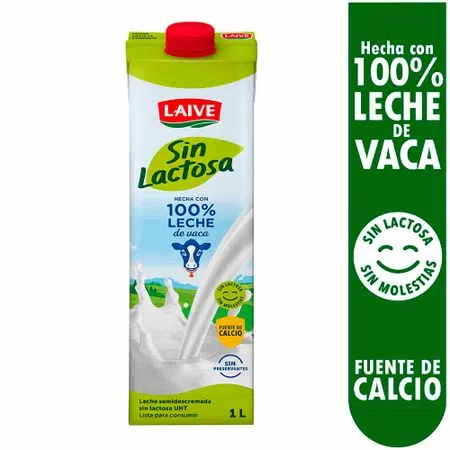 LAIVE
Sin
Lactosa
HECHA CON
100%
LECHE
de vaca
SIN LACTOSA
SIN MOLESTIAS
FUENTE DE
CALCIO
SIN
PRESERVANTES
Leche semidescremada
sin lactosa UHT
Lista para consumir
1 L
Hecha con
100%
LECHE
DE
VACA
SIN LACTOSA
SIN MOLESTIAS
FUENTE DE
CALCIO